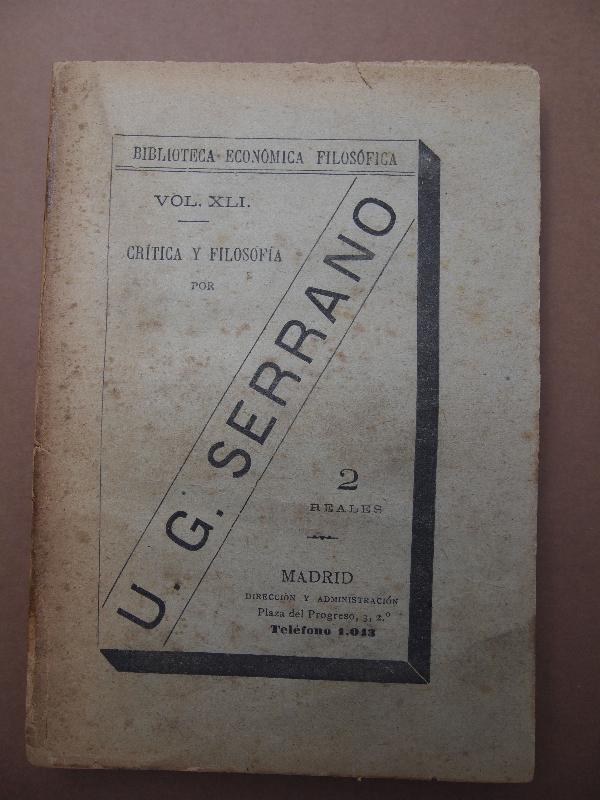 BIBLIOTECA ECONÓMICA FILOSÓFICA
VOL. XLI.
CRÍTICA Y FILOSOFÍA
POR
U. G. SERRANO
2
REALES
MADRID
DIRECCIÓN Y ADMINISTRACIÓN
Plaza del Progreso, 3, 2.º
Teléfono 1.043